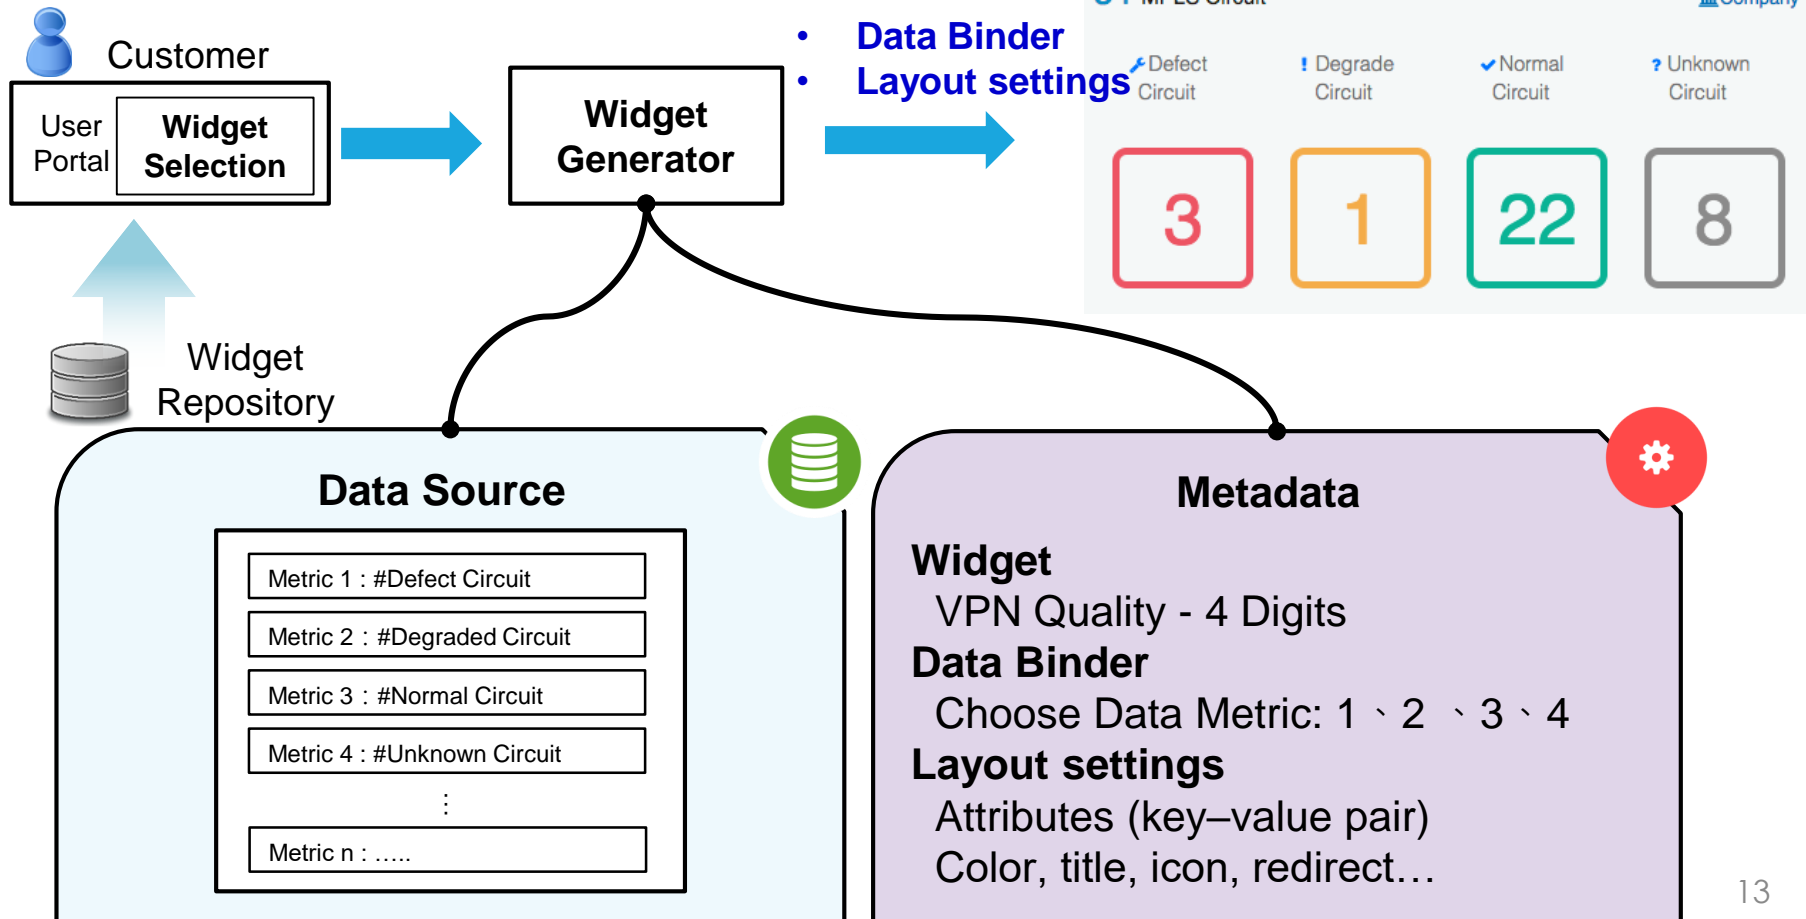 Customer
User
Portal
Widget
Selection
Widget
Generator
• Data Binder
• Layout settings
MPLS Circuit
Company
Defect
Circuit
! Degrade
Circuit
Normal
Circuit
? Unknown
Circuit
3
1
22
8
Widget
Repository
Data Source
Metric 1 : #Defect Circuit
Metric 2 : #Degraded Circuit
Metric 3 : #Normal Circuit
Metric 4 : #Unknown Circuit
⋮
Metric n : …..
Metadata
Widget
VPN Quality - 4 Digits
Data Binder
Choose Data Metric: 1、2 、3、4
Layout settings
Attributes (key–value pair)
Color, title, icon, redirect…
13